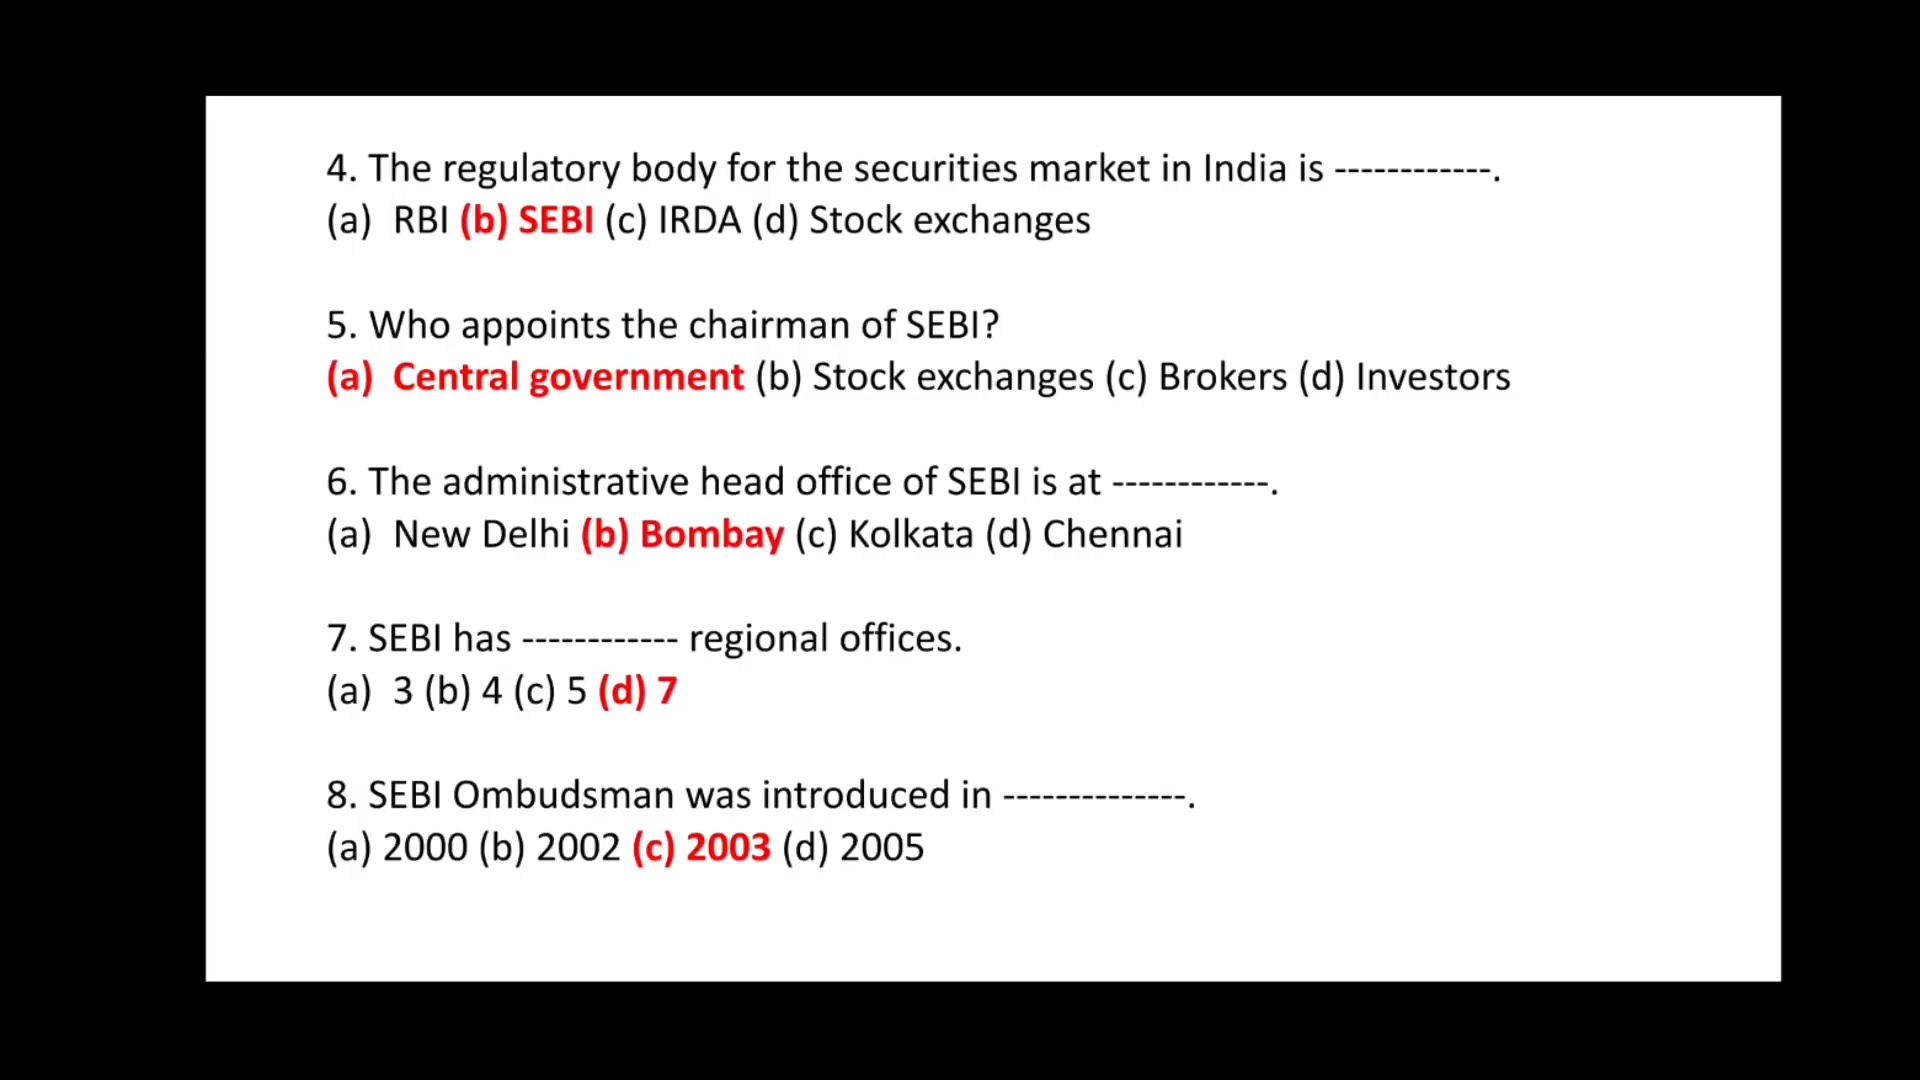 4. The regulatory body for the securities market in India is ------------.
(a) RBI (b) SEBI (c) IRDA (d) Stock exchanges
5. Who appoints the chairman of SEBI?
(a) Central government (b) Stock exchanges (c) Brokers (d) Investors
6. The administrative head office of SEBI is at ------------.
(a) New Delhi (b) Bombay (c) Kolkata (d) Chennai
7. SEBI has ------------ regional offices.
(a) 3 (b) 4 (c) 5 (d) 7
8. SEBI Ombudsman was introduced in --------------.
(a) 2000 (b) 2002 (c) 2003 (d) 2005